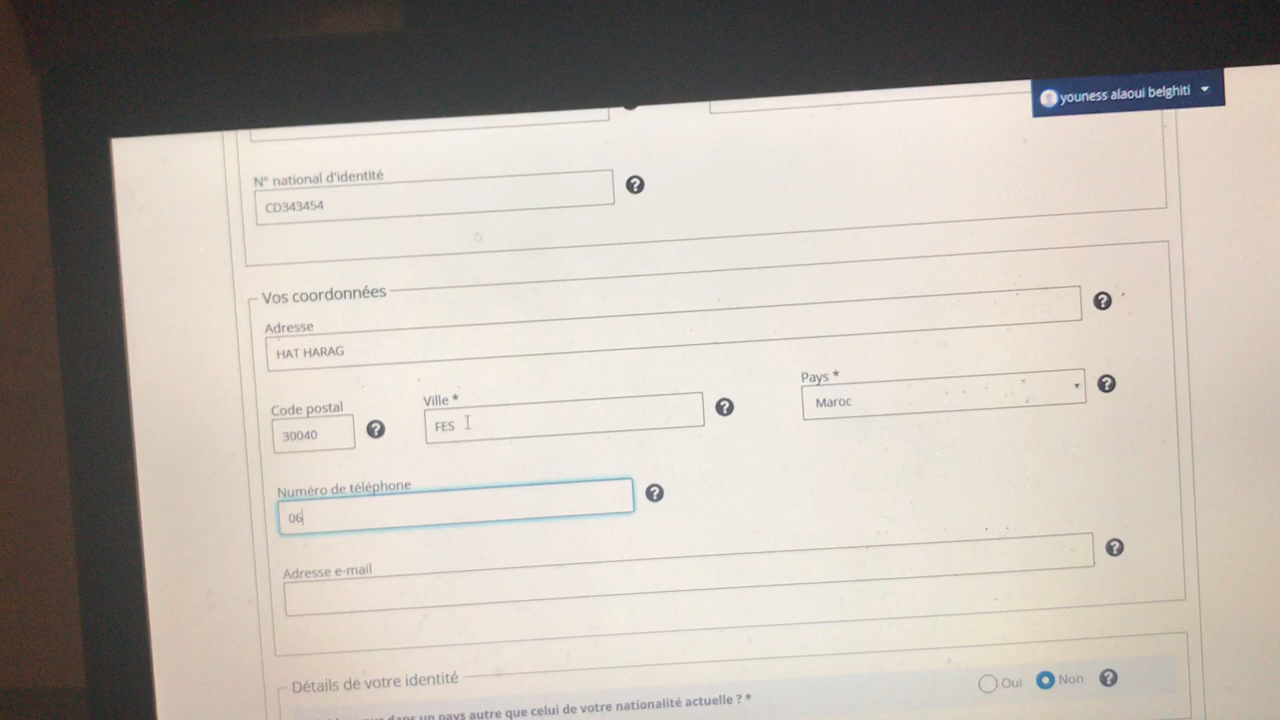 youness alaoui belghiti
N° national d'identité
CD343454
Vos coordonnées
Adresse
HAT HARAG
Code postal
Ville *
Pays *
30040
FES
Maroc
Numéro de téléphone
06
Adresse e-mail
Détails de votre identité
dans un pays autre que celui de votre nationalité actuelle ? *
Oui
Non